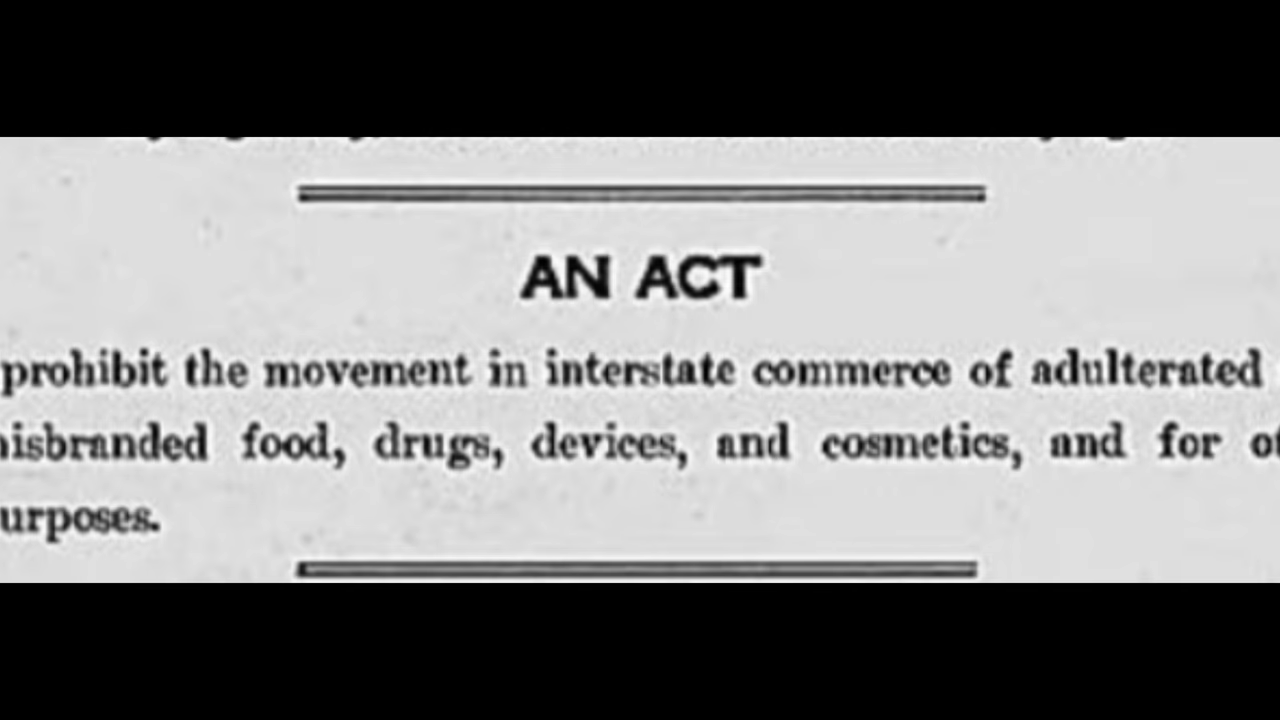 AN ACT
prohibit the movement in interstate commerce of adulterated
isbranded food, drugs, devices, and cosmetics, and for
urposes.